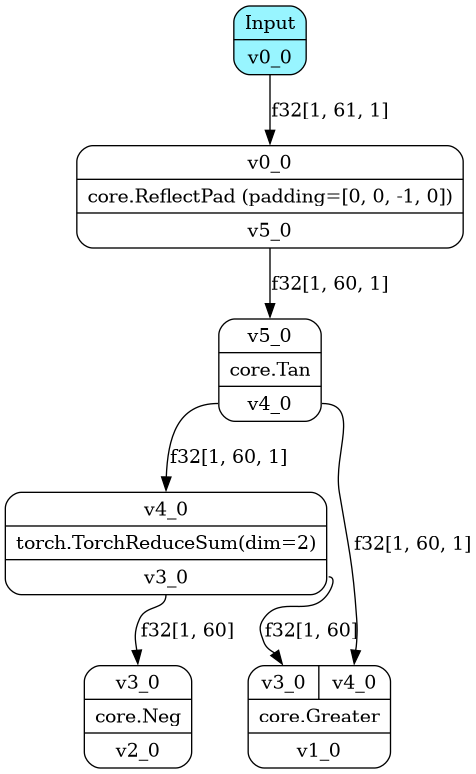 Input
v0_0
f32[1, 61, 1]
v0_0
core.ReflectPad (padding=[0, 0, -1, 0])
v5_0
f32[1, 60, 1]
v5_0
core.Tan
v4_0
f32[1, 60, 1]
f32[1, 60, 1]
v4_0
torch.TorchReduceSum(dim=2)
v3_0
f32[1, 60]
f32[1, 60]
v3_0
core.Neg
v2_0
v3_0 v4_0
core.Greater
v1_0